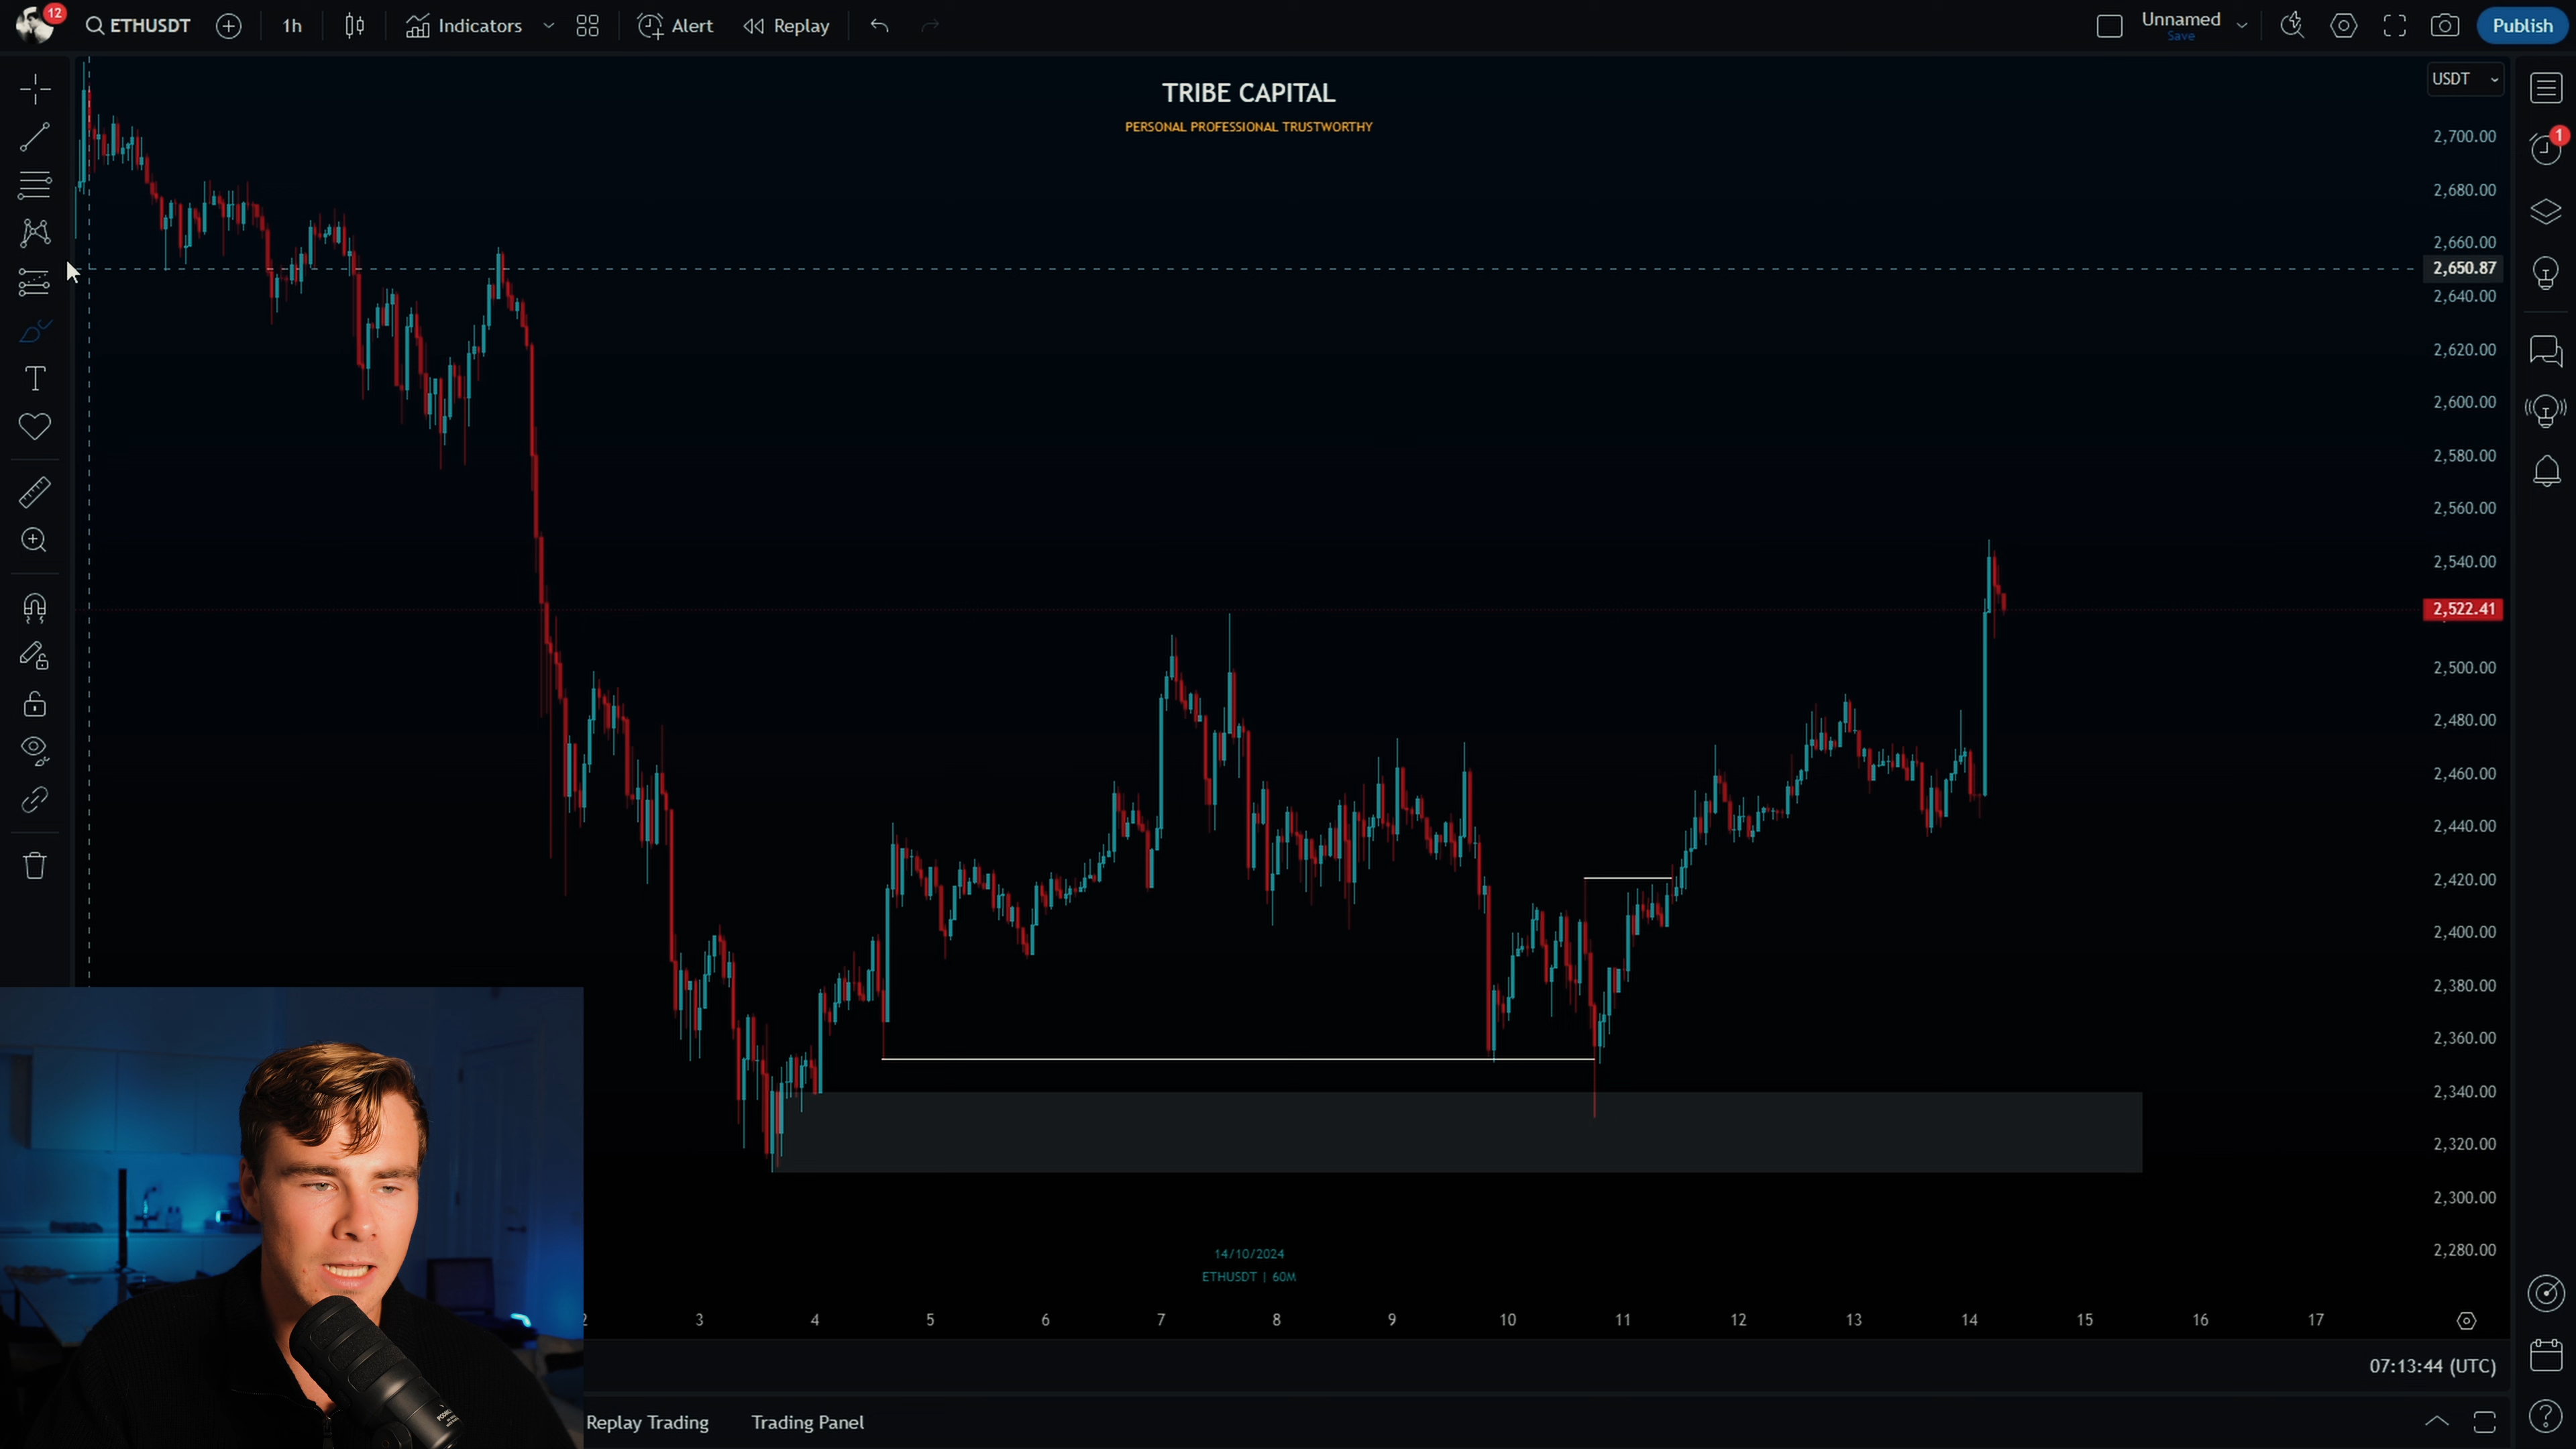 12
ETHUSDT
1h
Indicators
Alert
Replay
Unnamed
Save
Publish
TRIBE CAPITAL
PERSONAL PROFESSIONAL TRUSTWORTHY
USDT
1
2,700.00
2,680.00
2,660.00
2,650.87
2,640.00
2,620.00
2,600.00
2,580.00
2,560.00
2,540.00
2,522.41
2,500.00
2,480.00
2,460.00
2,440.00
2,420.00
2,400.00
2,380.00
2,360.00
2,340.00
2,320.00
2,300.00
2,280.00
14/10/2024
ETHUSDT | 60M
2 3 4 5 6 7 8 9 10 11 12 13 14 15 16 17
07:13:44 (UTC)
Replay Trading
Trading Panel